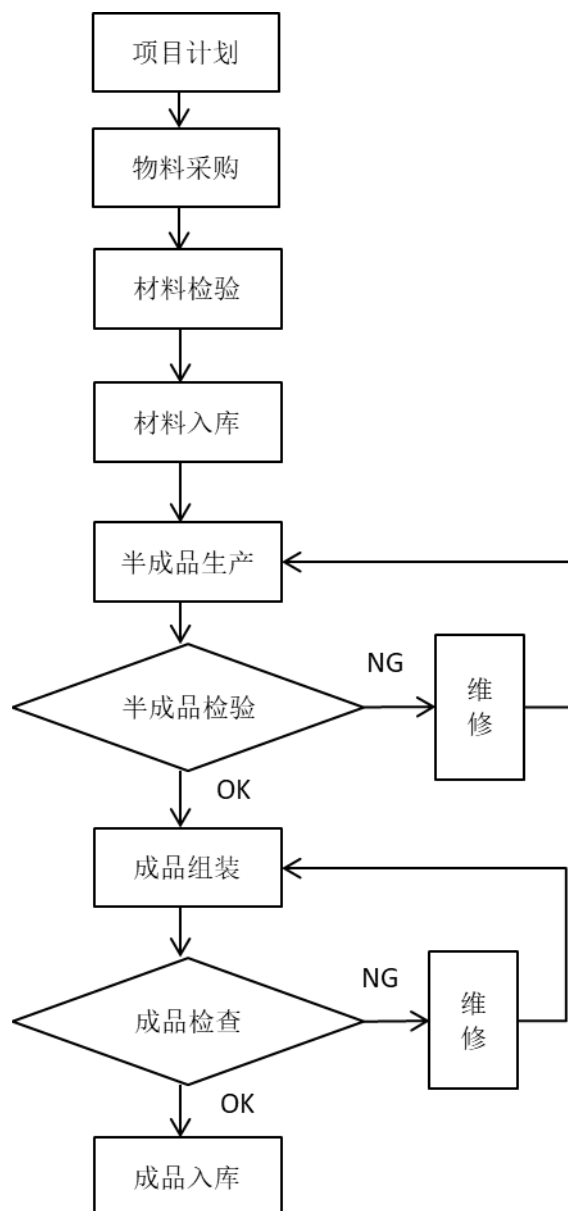 项目计划
物料采购
材料检验
材料入库
半成品生产
半成品检验
NG
维
修
OK
成品组装
成品检查
NG
维
修
OK
成品入库